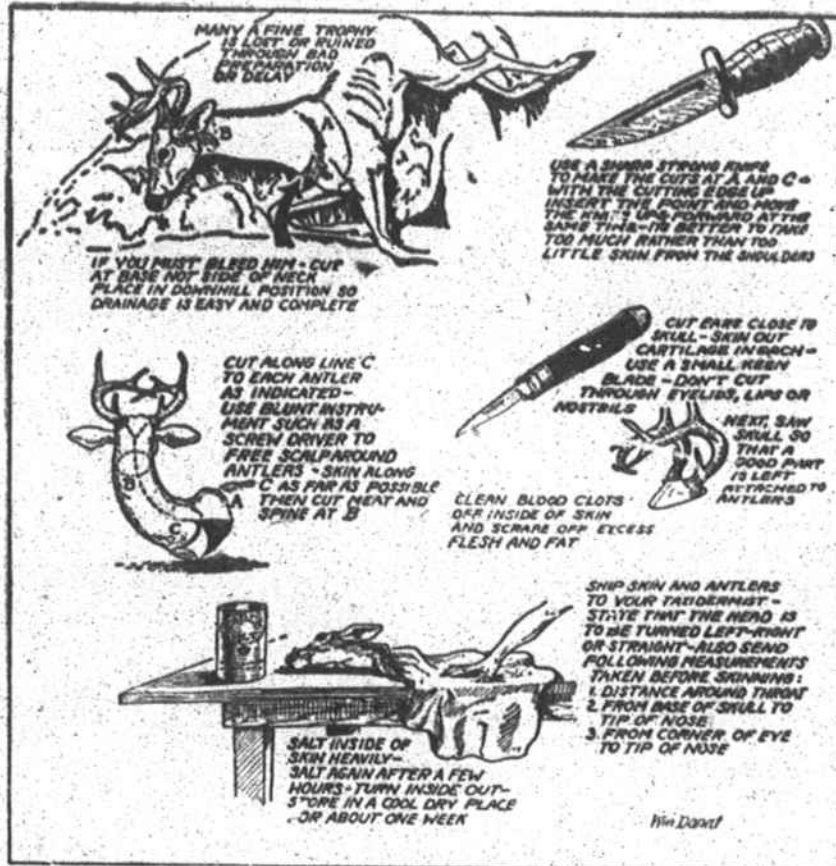 MANY A FINE TROPHY
IS LOST OR RUINED
THROUGH BAD
PREPARATION
OR DELAY
B
IF YOU MUST BLEED HIM - CUT
AT BASE NOT SIDE OF NECK
PLACE IN DOWNHILL POSITION SO
DRAINAGE IS EASY AND COMPLETE
USE A SHARP STRONG KNIFE
TO MAKE THE CUTS AT A AND C -
WITH THE CUTTING EDGE UP
INSERT THE POINT AND MOVE
THE UP & FORWARD AT THE
SAME TIME - ITS BETTER TO TAKE
TOO MUCH RATHER THAN TOO
LITTLE SKIN FROM THE SHOULDERS
CUT ALONG LINE C
TO EACH ANTLER
AS INDICATED -
USE BLUNT INSTRU-
MENT SUCH AS A
SCREW DRIVER TO
FREE SCALP AROUND
ANTLERS - SKIN ALONG
C AS FAR AS POSSIBLE
THEN CUT MEAT AND
SPINE AT B
B
A
C
CUT EARS CLOSE TO
SKULL - SKIN OUT
CARTILAGE IN EACH -
USE A SMALL KEEN
BLADE - DON'T CUT
THROUGH EYELIDS, LIPS OR
NOSTRILS
NEXT, SAW
SKULL SO
THAT A
GOOD PART
IS LEFT
ATTACHED TO
ANTLERS
CLEAN BLOOD CLOTS
OFF INSIDE OF SKIN
AND SCRAPE OFF EXCESS
FLESH AND FAT
SHIP SKIN AND ANTLERS
TO YOUR TAXIDERMIST -
STATE THAT THE HEAD IS
TO BE TURNED LEFT-RIGHT
OR STRAIGHT - ALSO SEND
FOLLOWING MEASUREMENTS
TAKEN BEFORE SKINNING:
1. DISTANCE AROUND THROAT
2. FROM BASE OF SKULL TO
TIP OF NOSE
3. FROM CORNER OF EYE
TO TIP OF NOSE
SALT INSIDE OF
SKIN HEAVILY -
SALT AGAIN AFTER A FEW
HOURS - TURN INSIDE OUT -
STORE IN A COOL DRY PLACE
FOR ABOUT ONE WEEK